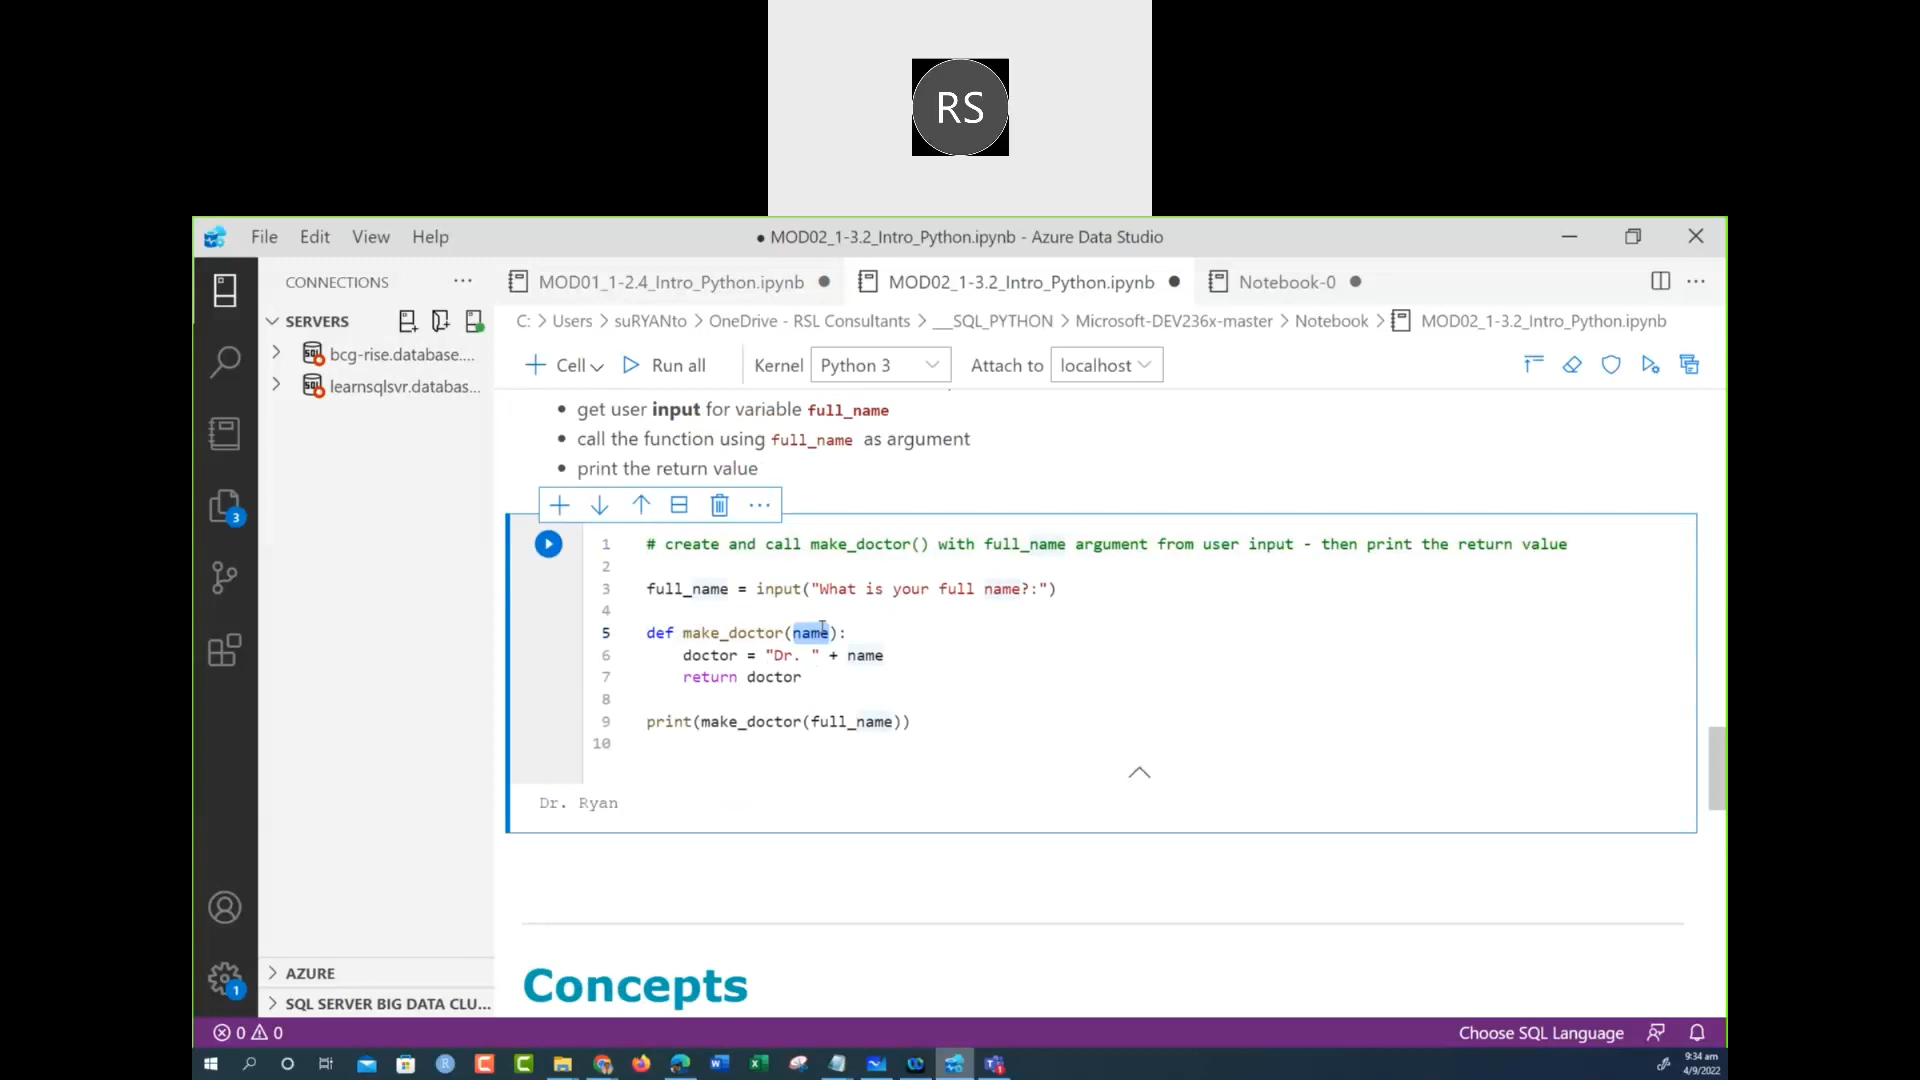 RS
File Edit View Help
● MOD02_1-3.2_Intro_Python.ipynb - Azure Data Studio
CONNECTIONS
MOD01_1-2.4_Intro_Python.ipynb
MOD02_1-3.2_Intro_Python.ipynb
Notebook-0
SERVERS
bcg-rise.database....
learnsqlsvr.databas...
C: > Users > suRYANto > OneDrive - RSL Consultants > __SQL_PYTHON > Microsoft-DEV236x-master > Notebook > MOD02_1-3.2_Intro_Python.ipynb
Cell Run all Kernel Python 3 Attach to localhost
• get user input for variable full_name
• call the function using full_name as argument
• print the return value
1 # create and call make_doctor() with full_name argument from user input - then print the return value
2
3 full_name = input("What is your full name?:")
4
5 def make_doctor(name):
6 doctor = "Dr. " + name
7 return doctor
8
9 print(make_doctor(full_name))
10
Dr. Ryan
Concepts
3
1
AZURE
SQL SERVER BIG DATA CLU...
0 0
Choose SQL Language
9:34 am
4/9/2022